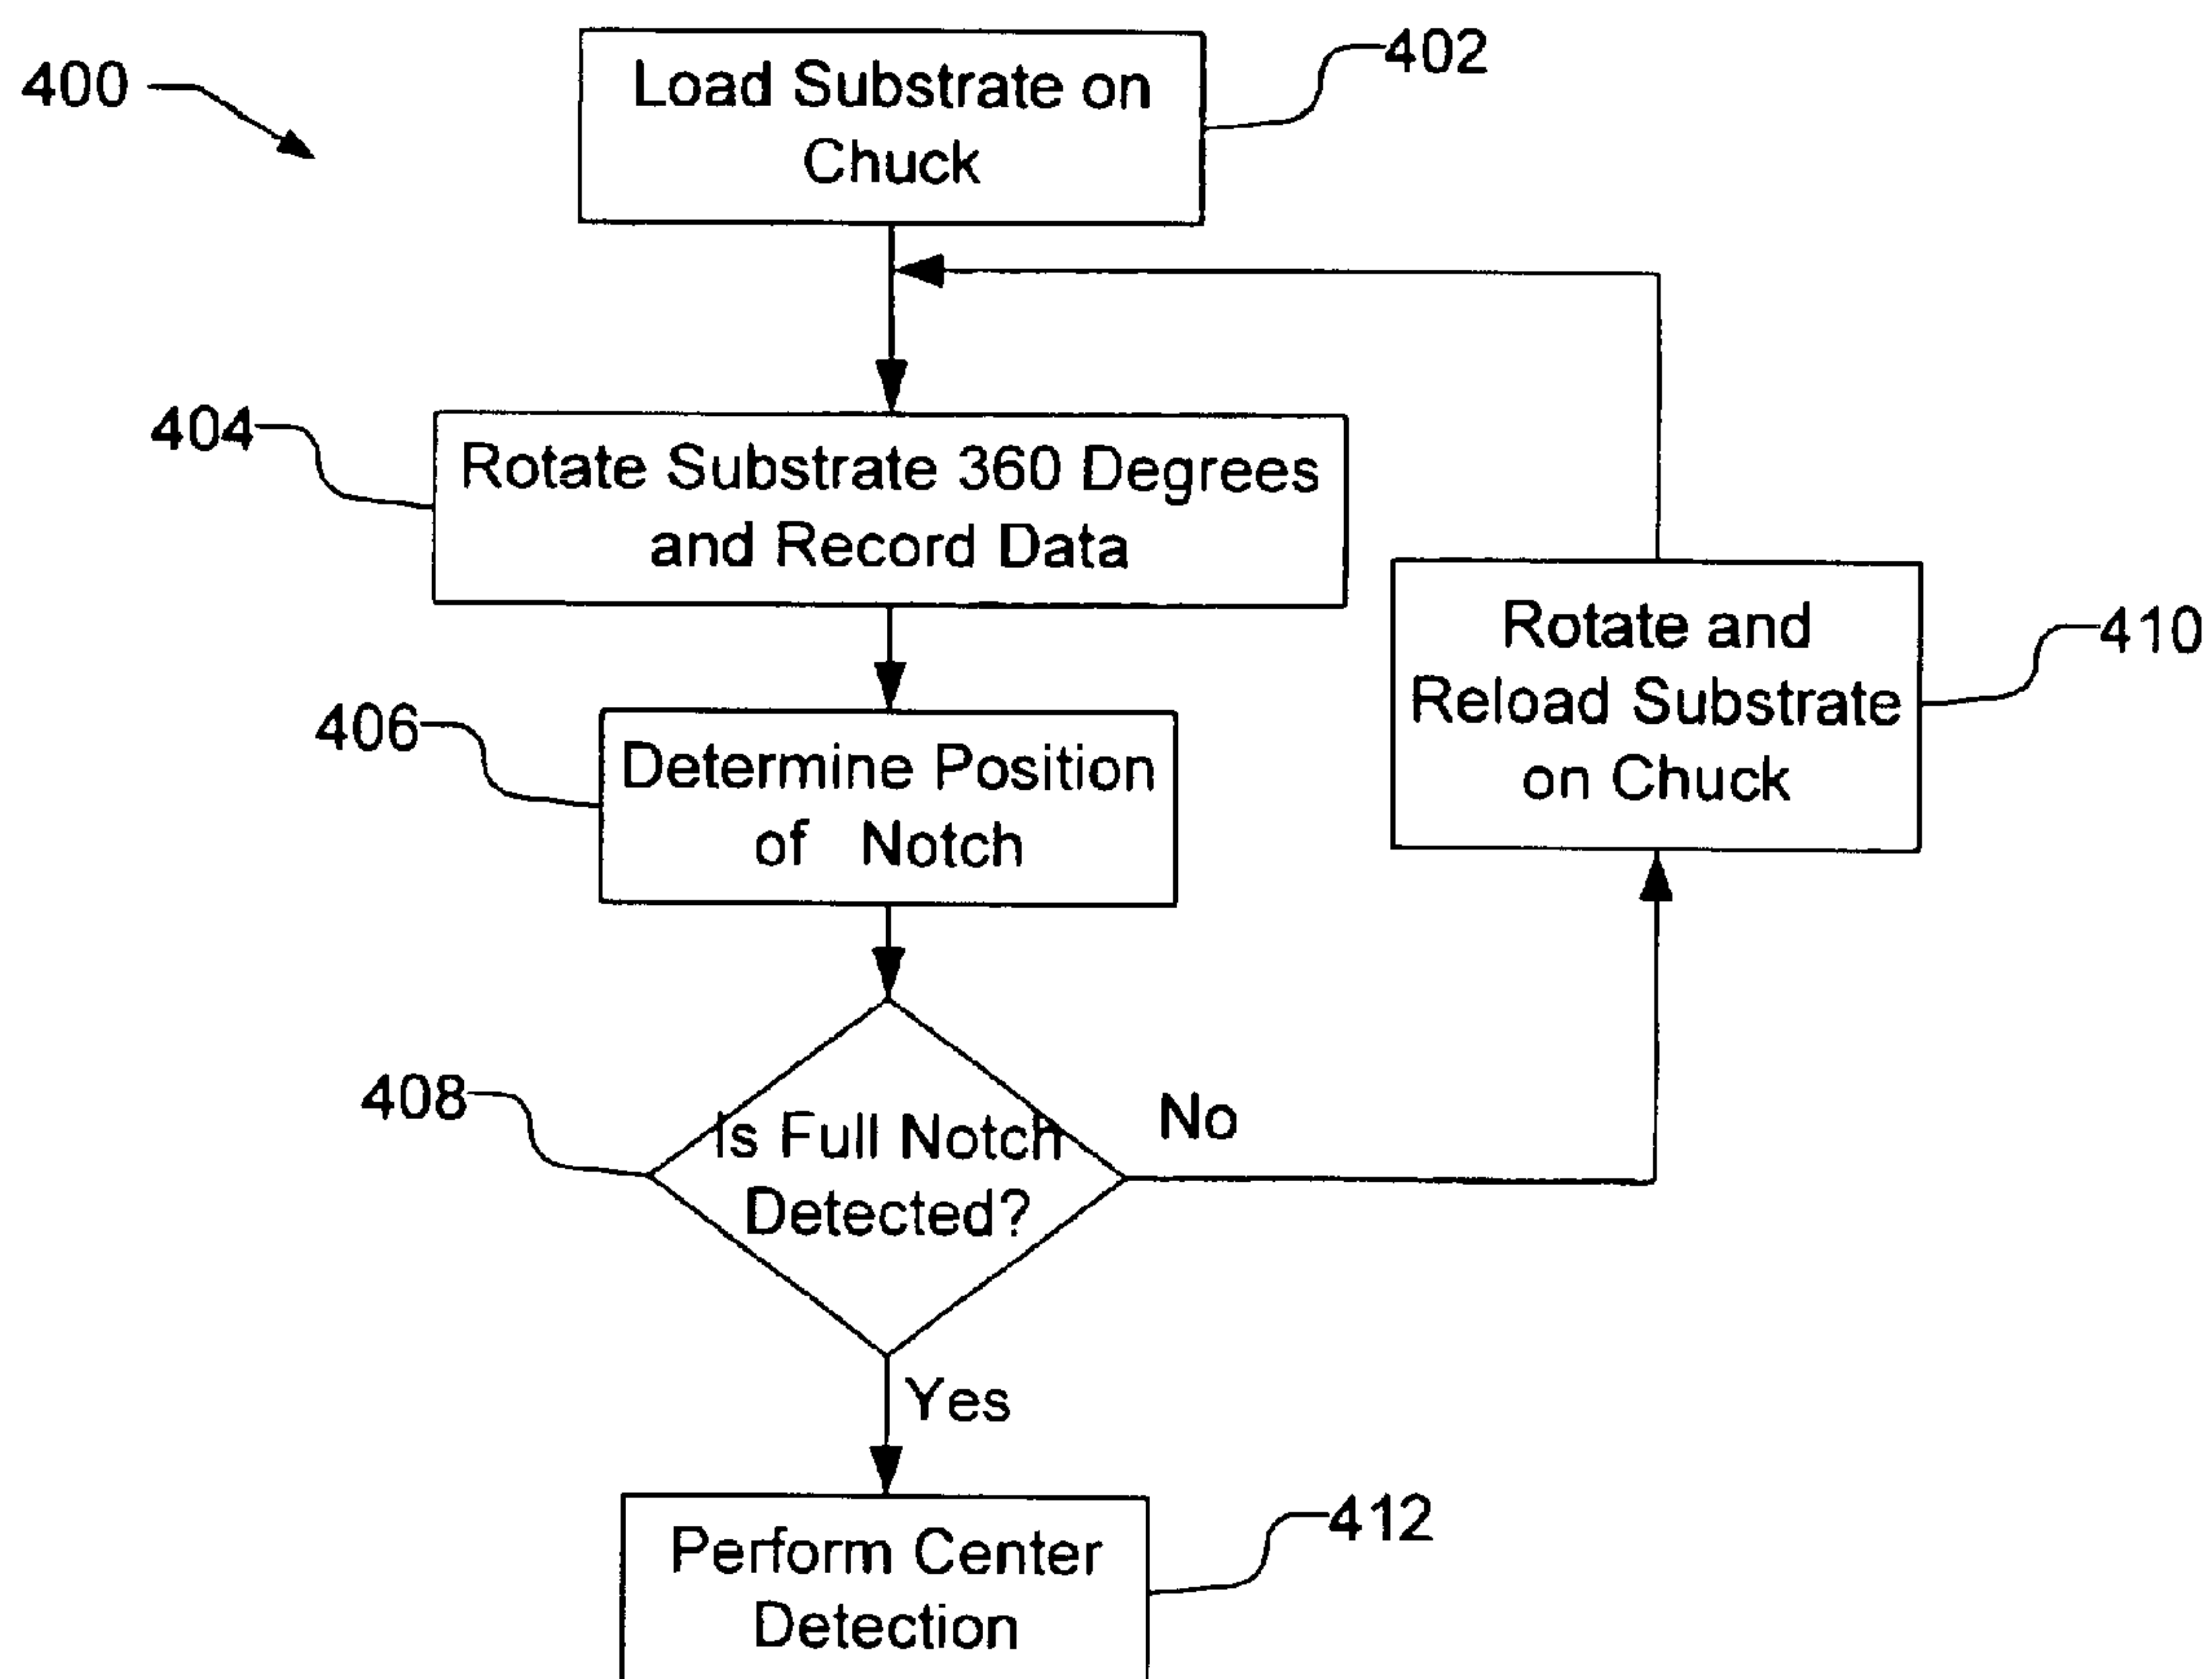 400
Load Substrate on
Chuck
402
404
Rotate Substrate 360 Degrees
and Record Data
406
Determine Position
of Notch
Rotate and
Reload Substrate
on Chuck
410
408
Is Full Notch
Detected?
No
Yes
Perform Center
Detection
412